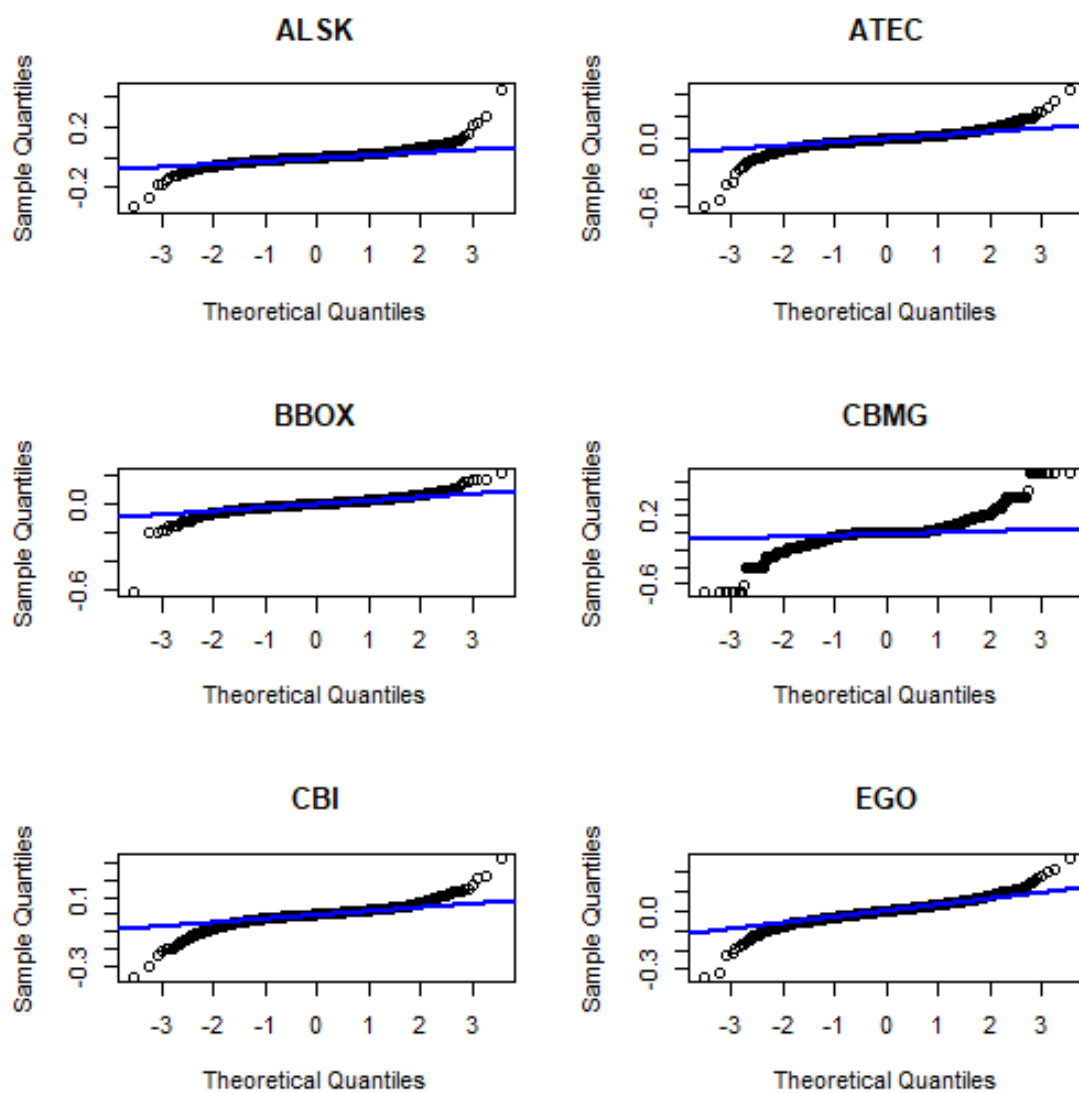 ALSK
Sample Quantiles
0.2
-0.2
-3 -2 -1 0 1 2 3
Theoretical Quantiles
ATEC
Sample Quantiles
0.0
-0.6
-3 -2 -1 0 1 2 3
Theoretical Quantiles
BBOX
Sample Quantiles
0.0
-0.6
-3 -2 -1 0 1 2 3
Theoretical Quantiles
CBMG
Sample Quantiles
0.2
-0.6
-3 -2 -1 0 1 2 3
Theoretical Quantiles
CBI
Sample Quantiles
0.1
-0.3
-3 -2 -1 0 1 2 3
Theoretical Quantiles
EGO
Sample Quantiles
0.0
-0.3
-3 -2 -1 0 1 2 3
Theoretical Quantiles